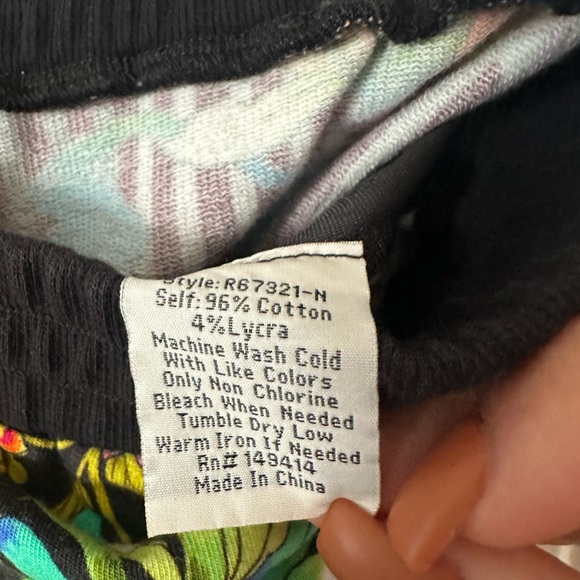 Style: R67321-N
Self: 96% Cotton
4% Lycra
Machine Wash Cold
With Like Colors
Only Non Chlorine
Bleach When Needed
Tumble Dry Low
Warm Iron If Needed
Rn# 149414
Made In China